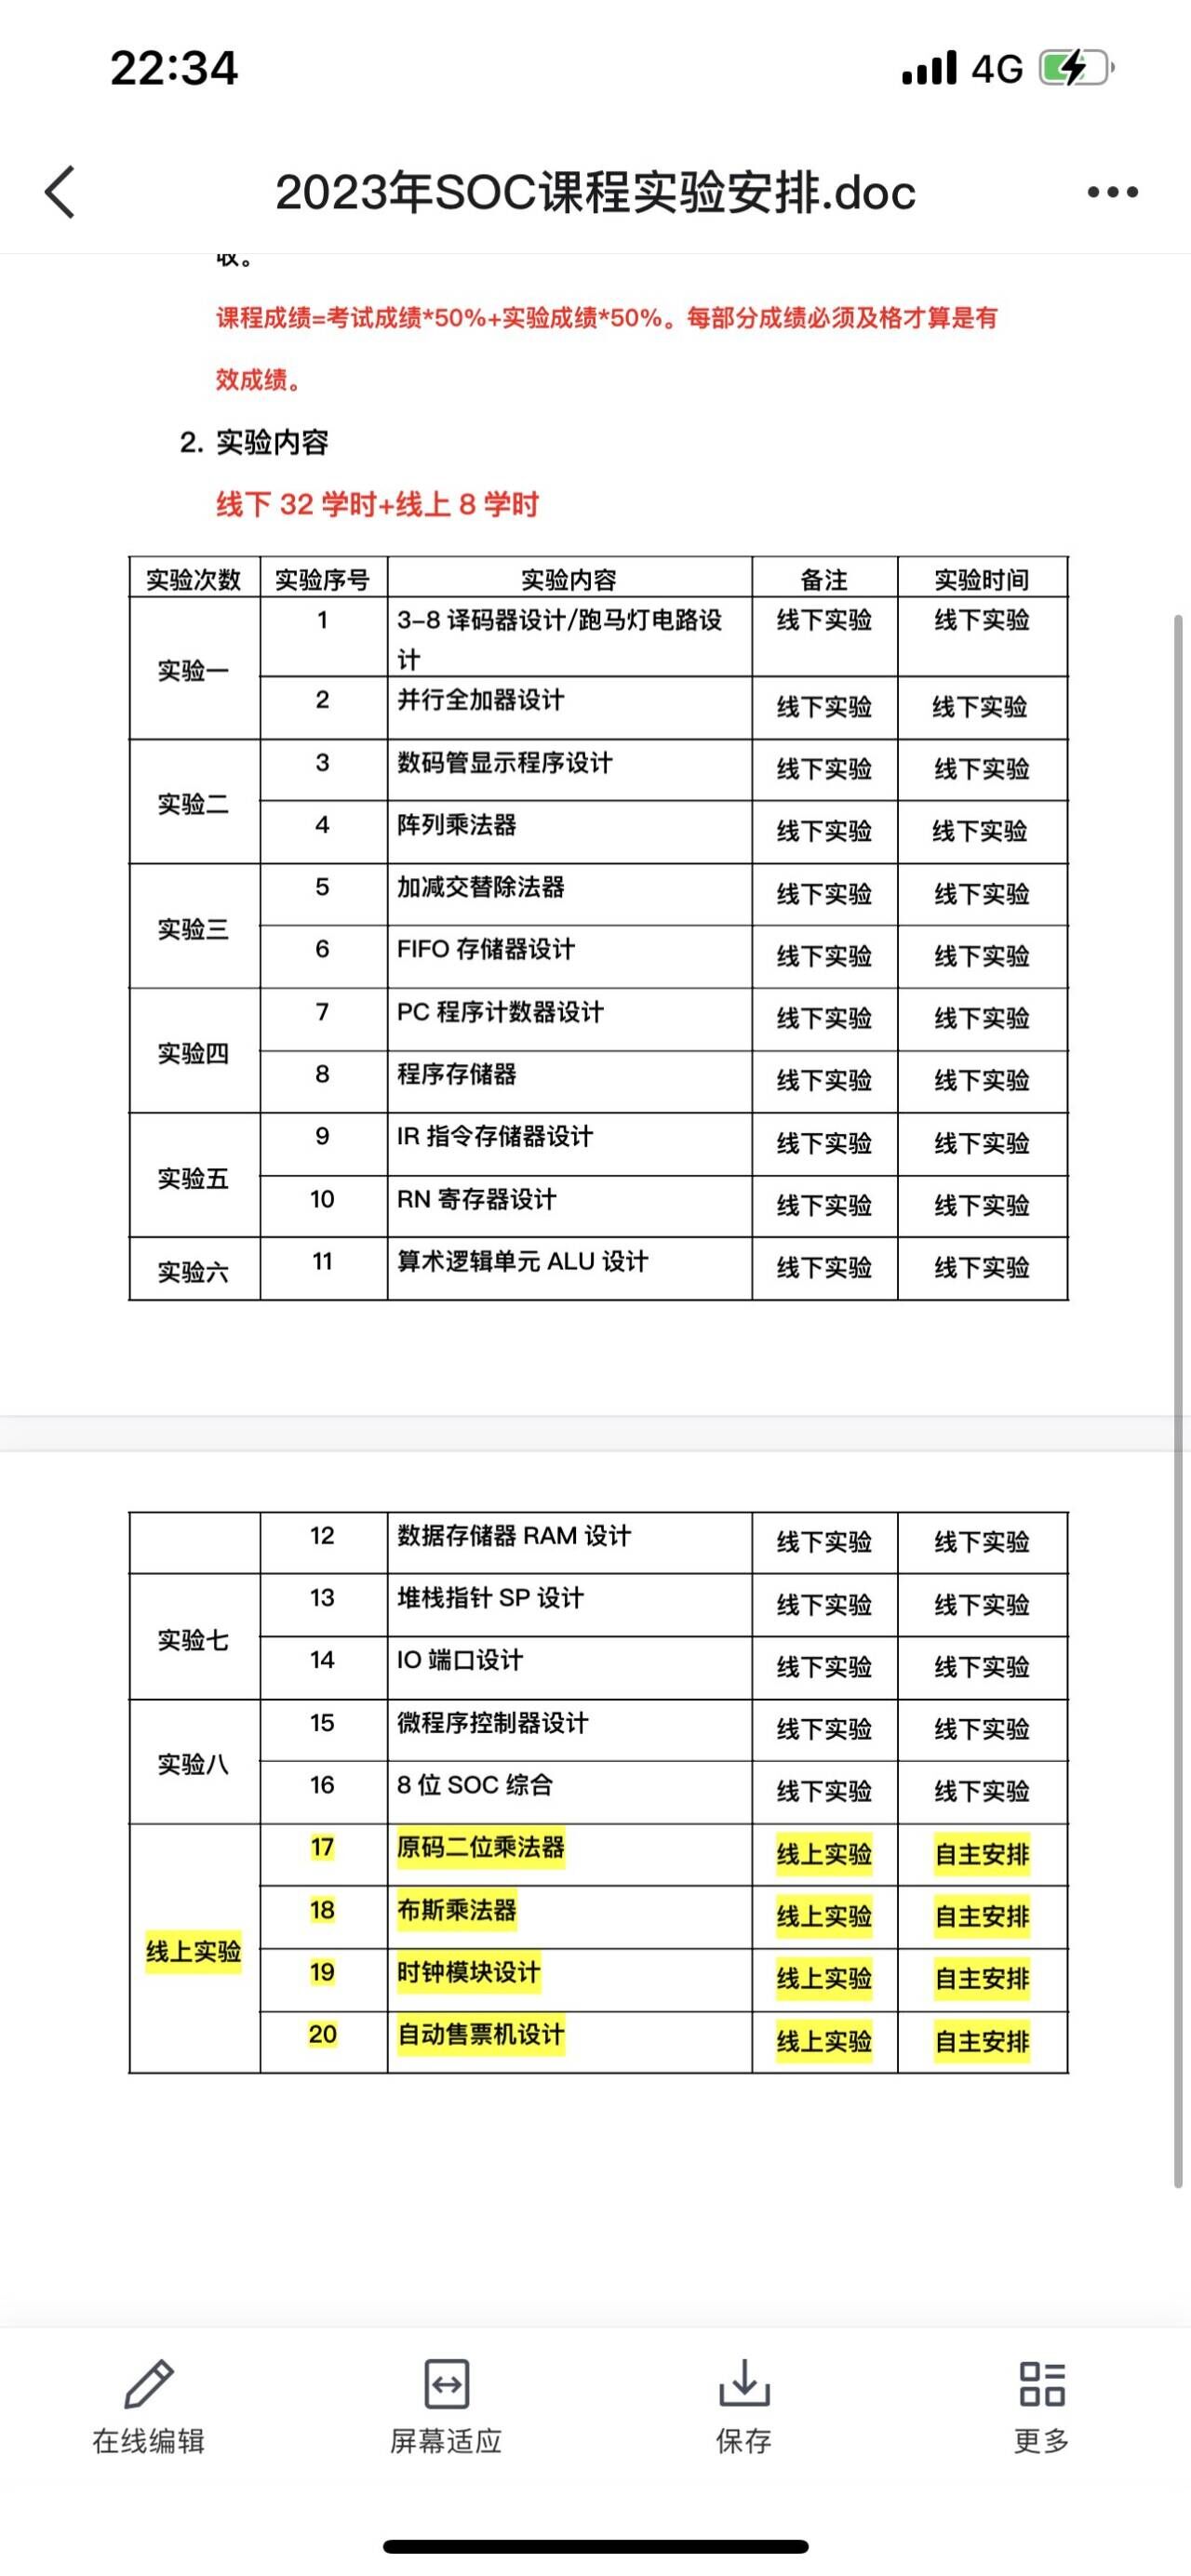 22:34
4G
2023年SOC课程实验安排.doc
收。
课程成绩=考试成绩*50%+实验成绩*50%。每部分成绩必须及格才算是有
效成绩。
2. 实验内容
线下 32 学时+线上 8 学时
实验次数 实验序号 实验内容 备注 实验时间
实验一 1 3-8 译码器设计/跑马灯电路设 线下实验 线下实验
计
2 并行全加器设计 线下实验 线下实验
实验二 3 数码管显示程序设计 线下实验 线下实验
4 阵列乘法器 线下实验 线下实验
实验三 5 加减交替除法器 线下实验 线下实验
6 FIFO 存储器设计 线下实验 线下实验
实验四 7 PC 程序计数器设计 线下实验 线下实验
8 程序存储器 线下实验 线下实验
实验五 9 IR 指令存储器设计 线下实验 线下实验
10 RN 寄存器设计 线下实验 线下实验
实验六 11 算术逻辑单元 ALU 设计 线下实验 线下实验
12 数据存储器 RAM 设计 线下实验 线下实验
实验七 13 堆栈指针 SP 设计 线下实验 线下实验
14 IO 端口设计 线下实验 线下实验
实验八 15 微程序控制器设计 线下实验 线下实验
16 8 位 SOC 综合 线下实验 线下实验
线上实验 17 原码二位乘法器 线上实验 自主安排
18 布斯乘法器 线上实验 自主安排
19 时钟模块设计 线上实验 自主安排
20 自动售票机设计 线上实验 自主安排
在线编辑 屏幕适应 保存 更多